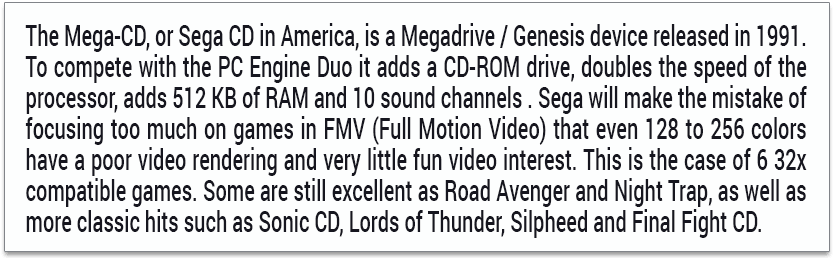 The Mega-CD, or Sega CD in America, is a Megadrive / Genesis device released in 1991.
To compete with the PC Engine Duo it adds a CD-ROM drive, doubles the speed of the
processor, adds 512 KB of RAM and 10 sound channels . Sega will make the mistake of
focusing too much on games in FMV (Full Motion Video) that even 128 to 256 colors
have a poor video rendering and very little fun video interest. This is the case of 6 32x
compatible games. Some are still excellent as Road Avenger and Night Trap, as well as
more classic hits such as Sonic CD, Lords of Thunder, Silpheed and Final Fight CD.